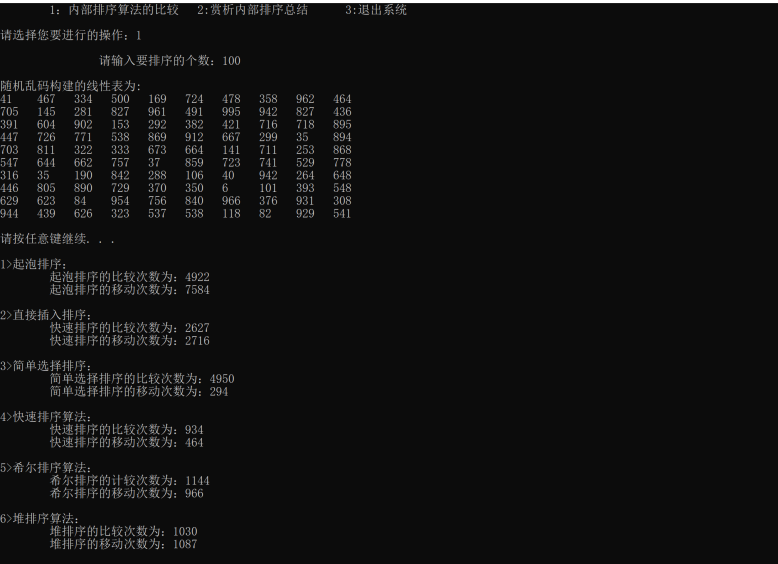 1: 内部排序算法的比较 2:赏析内部排序总结 3:退出系统
请选择您要进行的操作: 1
请输入要排序的个数: 100
随机乱码构建的线性表为:
41 467 334 500 169 724 478 358 962 464
705 145 281 827 961 491 995 942 827 436
391 604 902 153 292 382 421 716 718 895
447 726 771 538 869 912 667 299 35 894
703 811 322 333 673 664 141 711 253 868
547 644 662 757 37 859 723 741 529 778
316 35 190 842 288 106 40 942 264 648
446 805 890 729 370 350 6 101 393 548
629 623 84 954 756 840 966 376 931 308
944 439 626 323 537 538 118 82 929 541
请按任意键继续. . .
1>起泡排序:
起泡排序的比较次数为: 4922
起泡排序的移动次数为: 7584
2>直接插入排序:
快速排序的比较次数为: 2627
快速排序的移动次数为: 2716
3>简单选择排序:
简单选择排序的比较次数为: 4950
简单选择排序的移动次数为: 294
4>快速排序算法:
快速排序的比较次数为: 934
快速排序的移动次数为: 464
5>希尔排序算法:
希尔排序的计较次数为: 1144
希尔排序的移动次数为: 966
6>堆排序算法:
堆排序的比较次数为: 1030
堆排序的移动次数为: 1087